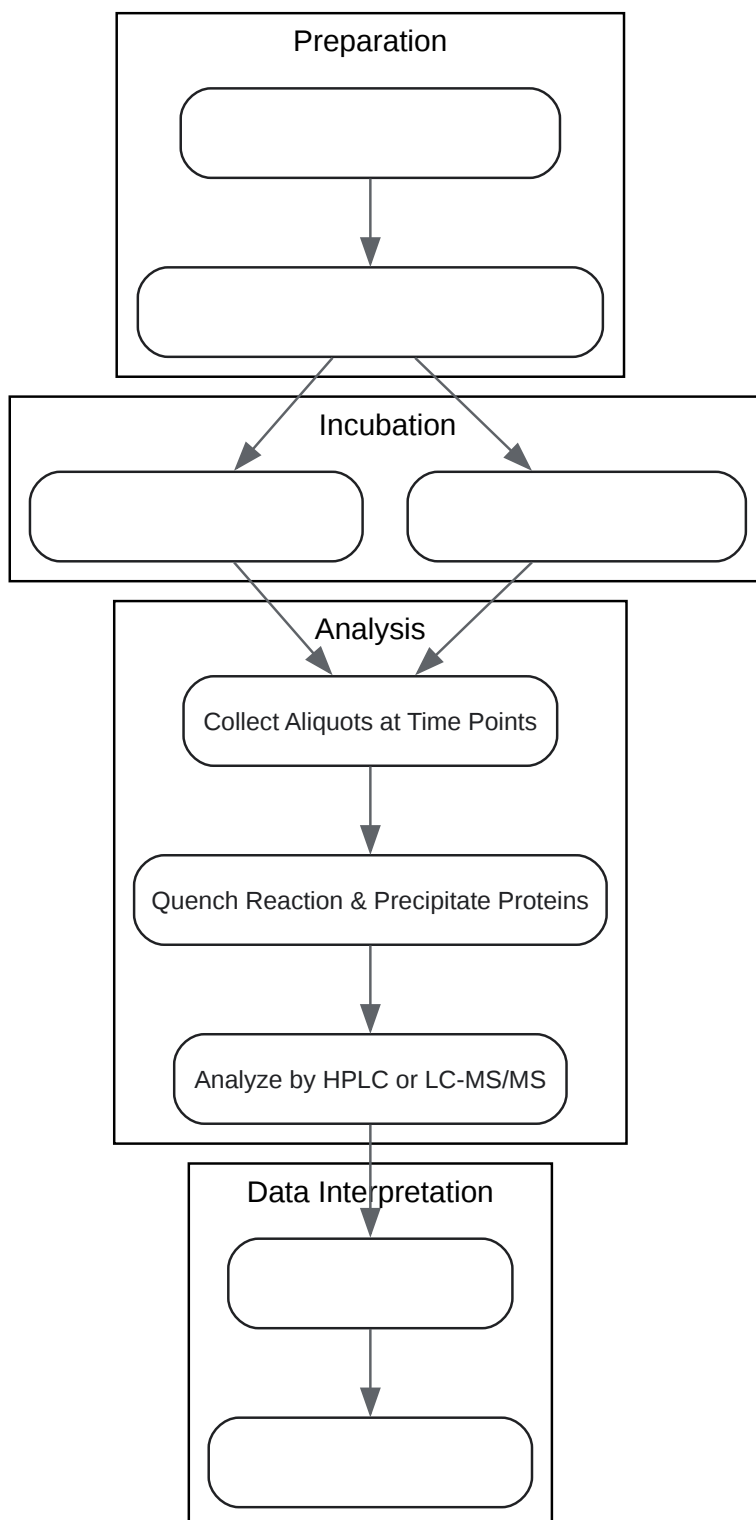 Preparation
Incubation
Analysis
Collect Aliquots at Time Points
Quench Reaction & Precipitate Proteins
Analyze by HPLC or LC-MS/MS
Data Interpretation